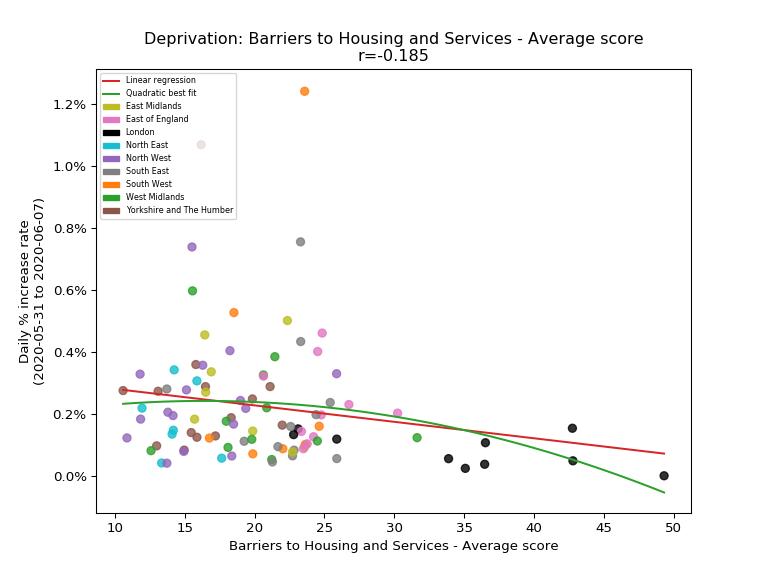 Deprivation: Barriers to Housing and Services - Average score
r=-0.185
Linear regression
Quadratic best fit
East Midlands
East of England
London
North East
North West
South East
South West
West Midlands
Yorkshire and The Humber
1.2%
1.0%
0.8%
0.6%
0.4%
0.2%
0.0%
Daily % increase rate
(2020-05-31 to 2020-06-07)
10 15 20 25 30 35 40 45 50
Barriers to Housing and Services - Average score